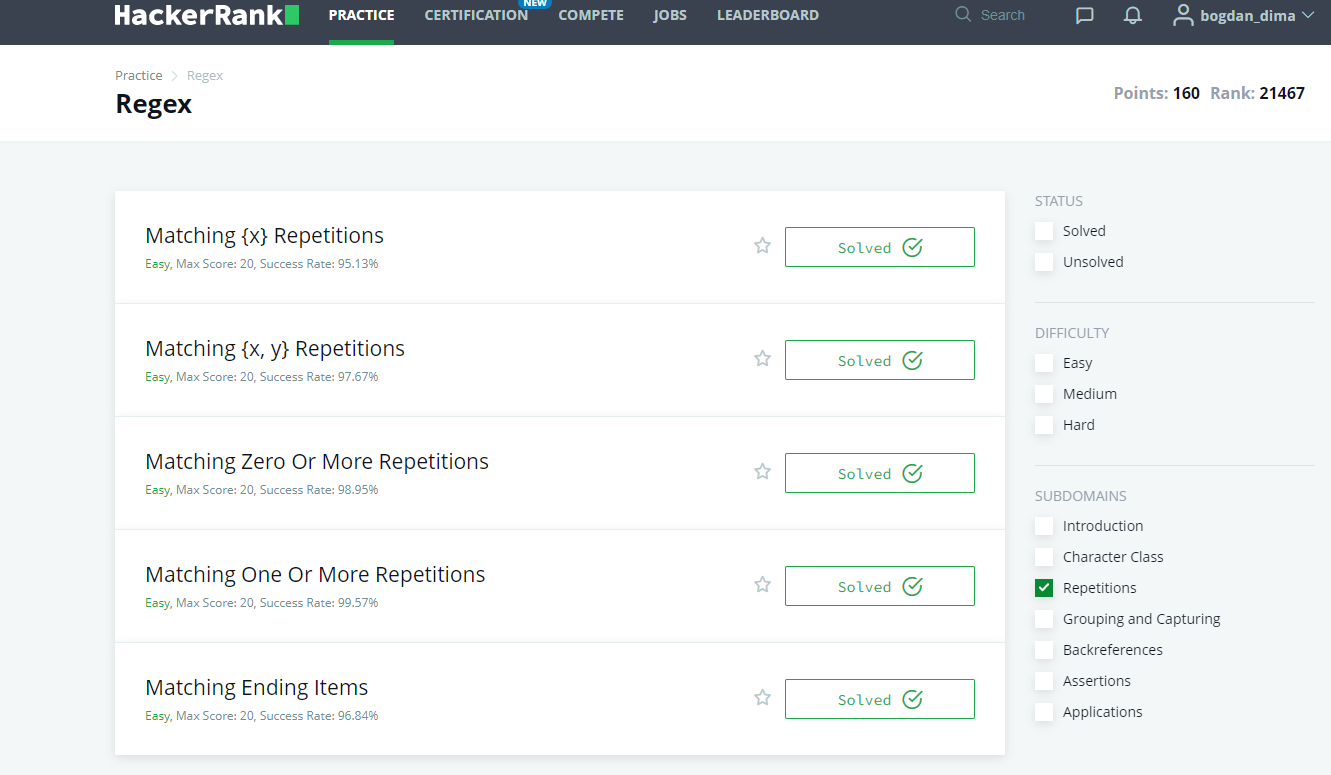 HackerRank PRACTICE CERTIFICATION NEW COMPETE JOBS LEADERBOARD Search bogdan_dima
Practice Regex
Regex
Points: 160 Rank: 21467
Matching {x} Repetitions
Easy, Max Score: 20, Success Rate: 95.13%
Solved
Matching {x, y} Repetitions
Easy, Max Score: 20, Success Rate: 97.67%
Solved
Matching Zero Or More Repetitions
Easy, Max Score: 20, Success Rate: 98.95%
Solved
Matching One Or More Repetitions
Easy, Max Score: 20, Success Rate: 99.57%
Solved
Matching Ending Items
Easy, Max Score: 20, Success Rate: 96.84%
Solved
STATUS
Solved
Unsolved
DIFFICULTY
Easy
Medium
Hard
SUBDOMAINS
Introduction
Character Class
Repetitions
Grouping and Capturing
Backreferences
Assertions
Applications